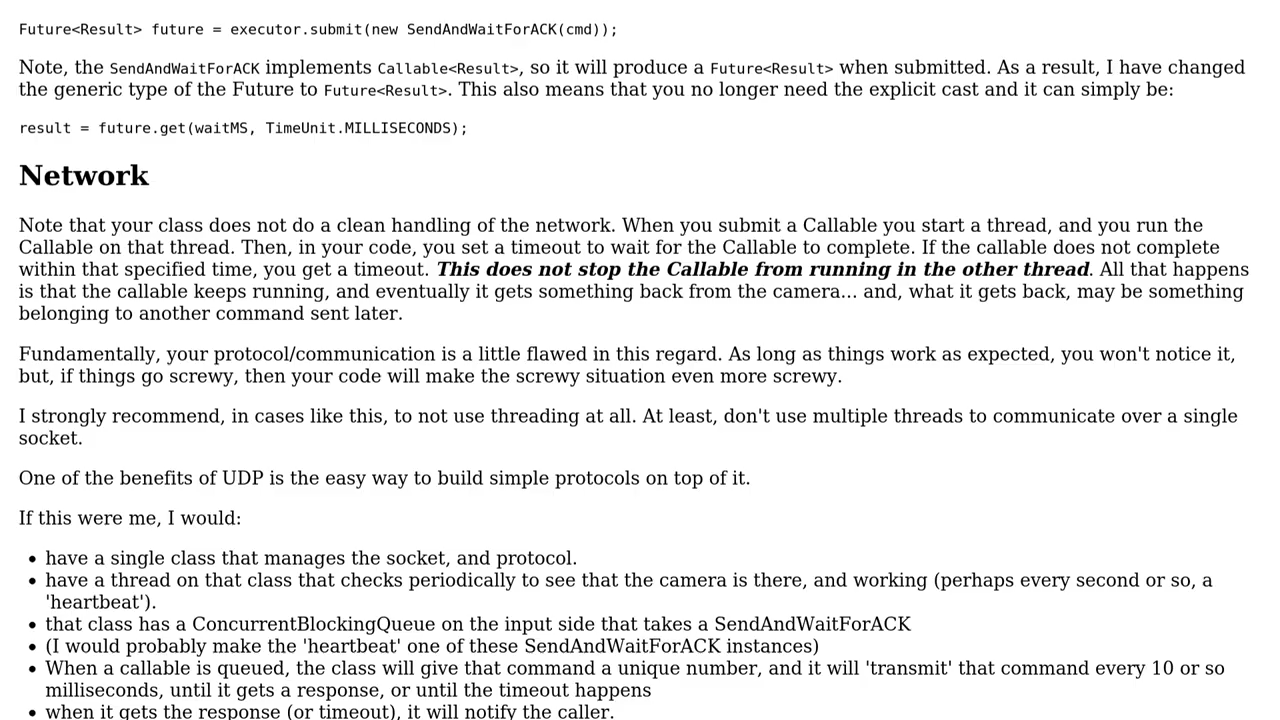 Future<Result> future = executor.submit(new SendAndWaitForACK(cmd));
Note, the SendAndWaitForACK implements Callable<Result>, so it will produce a Future<Result> when submitted. As a result, I have changed
the generic type of the Future to Future<Result>. This also means that you no longer need the explicit cast and it can simply be:
result = future.get(waitMS, TimeUnit.MILLISECONDS);
Network
Note that your class does not do a clean handling of the network. When you submit a Callable you start a thread, and you run the
Callable on that thread. Then, in your code, you set a timeout to wait for the Callable to complete. If the callable does not complete
within that specified time, you get a timeout. This does not stop the Callable from running in the other thread. All that happens
is that the callable keeps running, and eventually it gets something back from the camera... and, what it gets back, may be something
belonging to another command sent later.
Fundamentally, your protocol/communication is a little flawed in this regard. As long as things work as expected, you won't notice it,
but, if things go screwy, then your code will make the screwy situation even more screwy.
I strongly recommend, in cases like this, to not use threading at all. At least, don't use multiple threads to communicate over a single
socket.
One of the benefits of UDP is the easy way to build simple protocols on top of it.
If this were me, I would:
• have a single class that manages the socket, and protocol.
• have a thread on that class that checks periodically to see that the camera is there, and working (perhaps every second or so, a
'heartbeat').
• that class has a ConcurrentBlockingQueue on the input side that takes a SendAndWaitForACK
• (I would probably make the 'heartbeat' one of these SendAndWaitForACK instances)
• When a callable is queued, the class will give that command a unique number, and it will 'transmit' that command every 10 or so
milliseconds, until it gets a response, or until the timeout happens
• when it gets the response (or timeout), it will notify the caller.